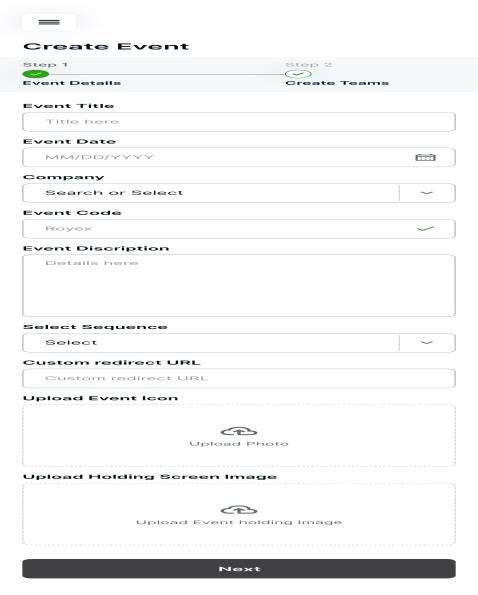 Create Event
Step 1
Step 2
Event Details
Create Teams
Event Title
Title here
Event Date
MM/DD/YYYY
Company
Search or Select
Event Code
Royex
Event Discription
Details here
Select Sequence
Select
Custom redirect URL
Custom redirect URL
Upload Event Icon
Upload Photo
Upload Holding Screen Image
Upload Event holding Image
Next